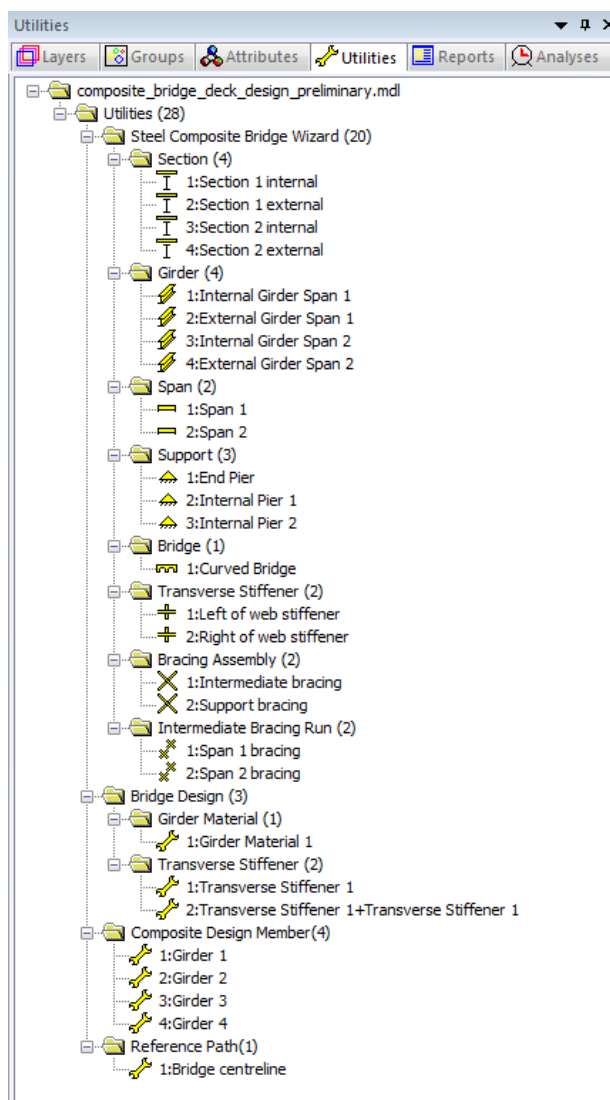 Utilities
Layers Groups Attributes Utilities Reports Analyses
composite_bridge_deck_design_preliminary.mdl
Utilities (28)
Steel Composite Bridge Wizard (20)
Section (4)
1:Section 1 internal
2:Section 1 external
3:Section 2 internal
4:Section 2 external
Girder (4)
1:Internal Girder Span 1
2:External Girder Span 1
3:Internal Girder Span 2
4:External Girder Span 2
Span (2)
1:Span 1
2:Span 2
Support (3)
1:End Pier
2:Internal Pier 1
3:Internal Pier 2
Bridge (1)
1:Curved Bridge
Transverse Stiffener (2)
1:Left of web stiffener
2:Right of web stiffener
Bracing Assembly (2)
1:Intermediate bracing
2:Support bracing
Intermediate Bracing Run (2)
1:Span 1 bracing
2:Span 2 bracing
Bridge Design (3)
Girder Material (1)
1:Girder Material 1
Transverse Stiffener (2)
1:Transverse Stiffener 1
2:Transverse Stiffener 1+Transverse Stiffener 1
Composite Design Member(4)
1:Girder 1
2:Girder 2
3:Girder 3
4:Girder 4
Reference Path(1)
1:Bridge centreline